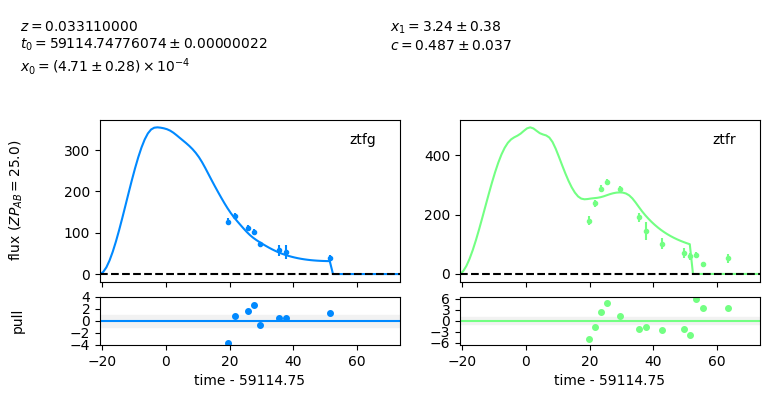 z = 0.033110000
t₀ = 59114.74776074 ± 0.00000022
x₀ = (4.71 ± 0.28) × 10⁻⁴
x₁ = 3.24 ± 0.38
c = 0.487 ± 0.037
flux (ZP_AB = 25.0)
ztfg
300
200
100
0
ztfr
400
200
0
pull
4
2
0
−2
−4
−20 0 20 40 60
time - 59114.75
6
3
0
−3
−6
−20 0 20 40 60
time - 59114.75